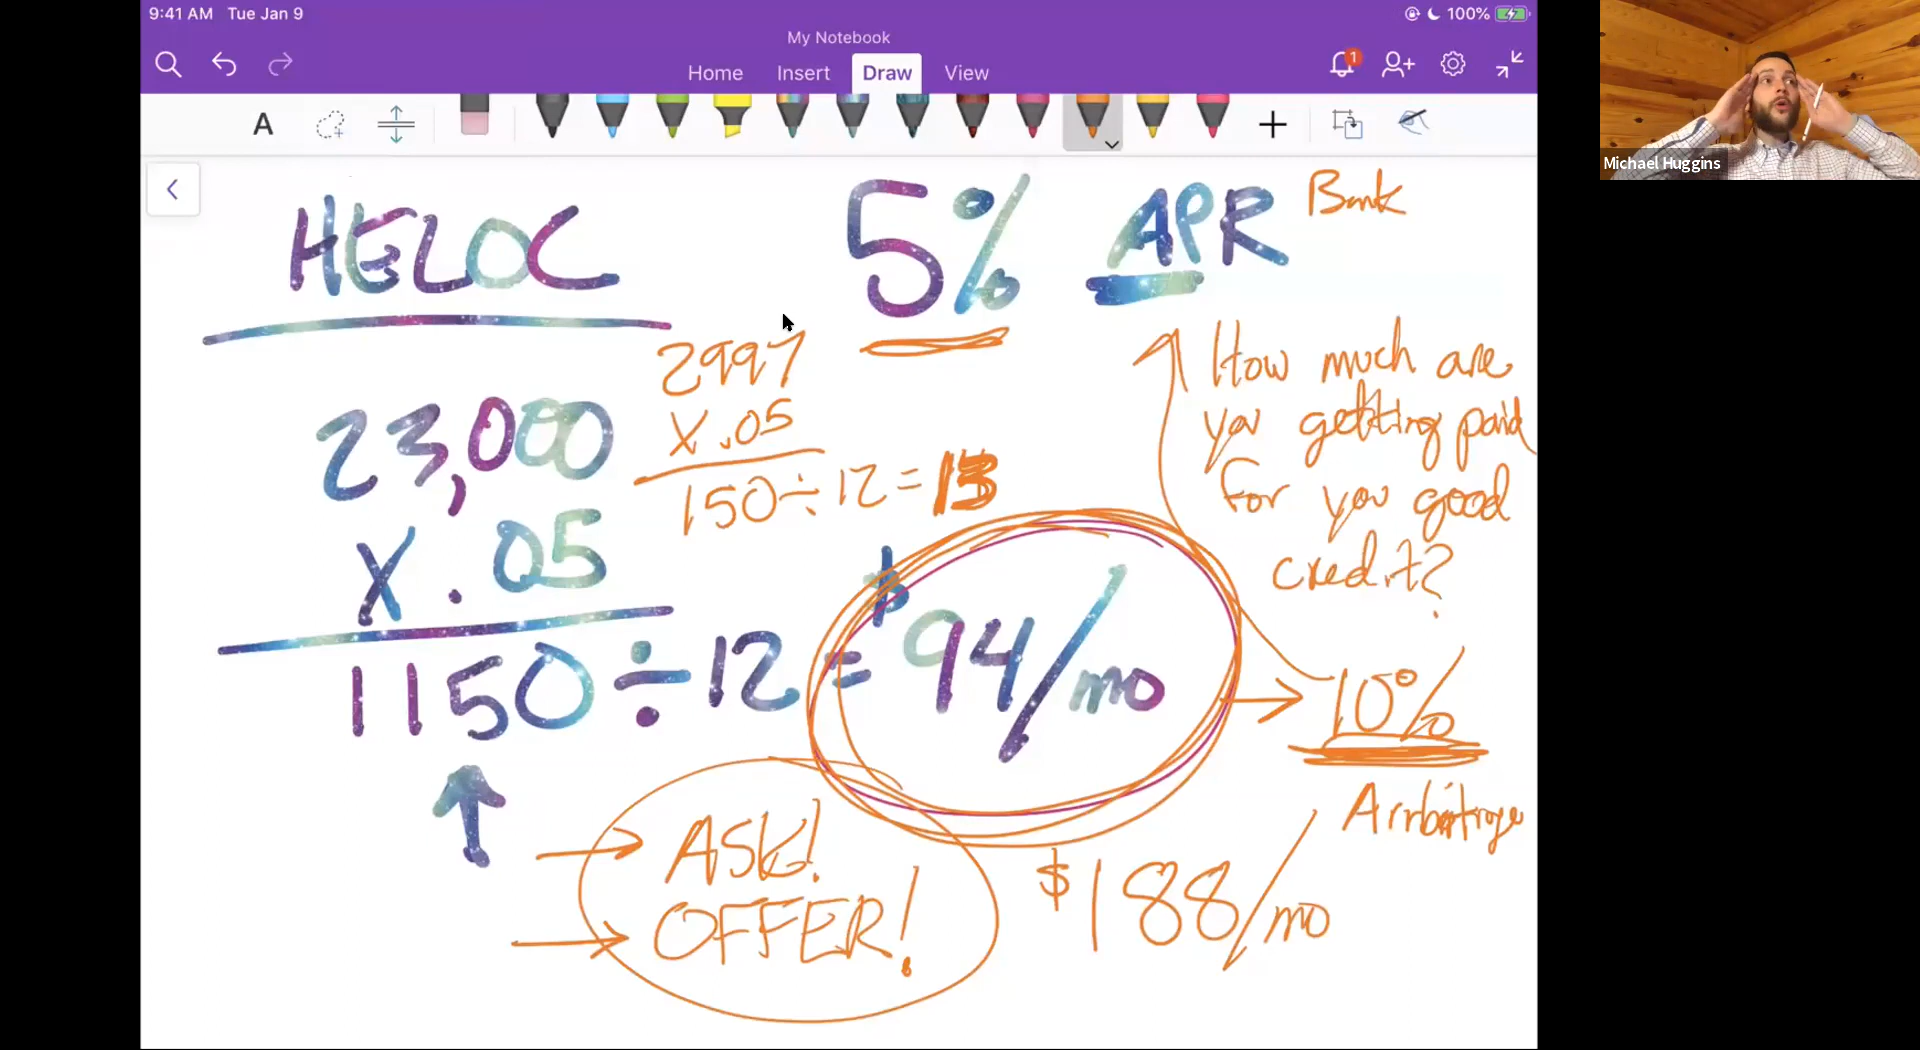 9:41 AM Tue Jan 9
100%
My Notebook
Home Insert Draw View
1
A
Michael Huggins
HELOC
5% APR Bank
23,000
X .05
1150 ÷ 12 = $94/mo
2997
X .05
150 ÷ 12 = 13
How much are
you getting paid
for you good
credit?
10%
Arrbitrage
$188/mo
ASK!
OFFER!